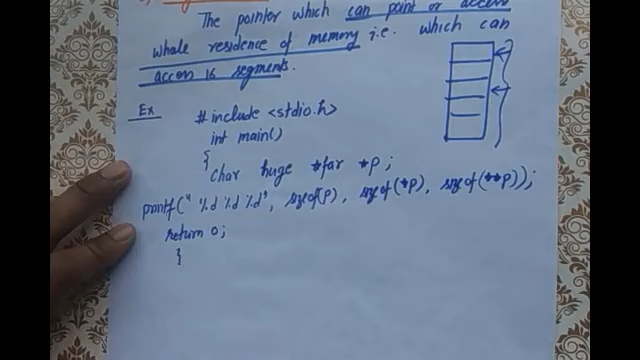 The pointer which can point or access
whole residence of memory i.e. which can
access 16 segments.
Ex
#include <stdio.h>
int main()
{
char huge *far *p;
printf("%d %d %d", sizeof(p), sizeof(*p), sizeof(**p));
return 0;
}